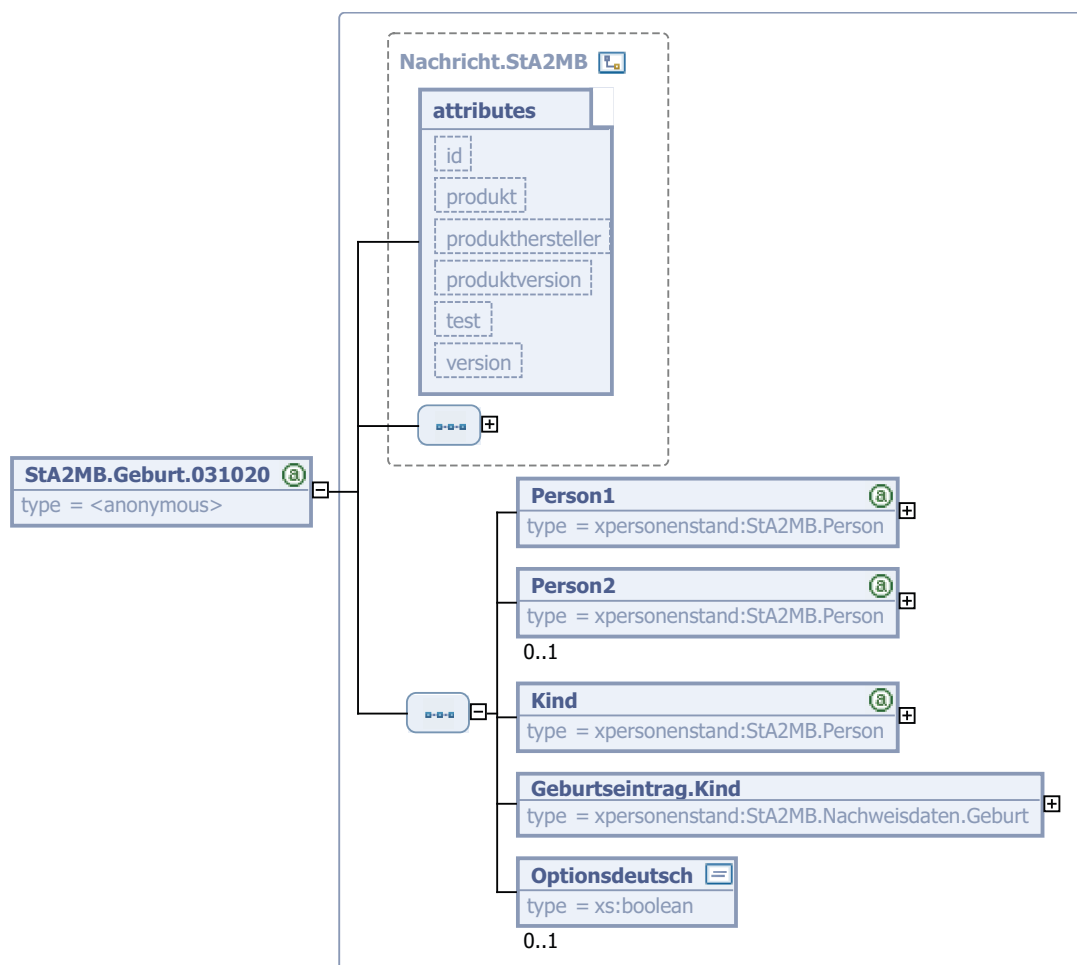 Nachricht.StA2MB
attributes
id
produkt
produkthersteller
produktversion
test
version
StA2MB.Geburt.031020
type = <anonymous>
Person1
type = xpersonenstand:StA2MB.Person
Person2
type = xpersonenstand:StA2MB.Person
0..1
Kind
type = xpersonenstand:StA2MB.Person
Geburtseintrag.Kind
type = xpersonenstand:StA2MB.Nachweisdaten.Geburt
Optionsdeutsch
type = xs:boolean
0..1